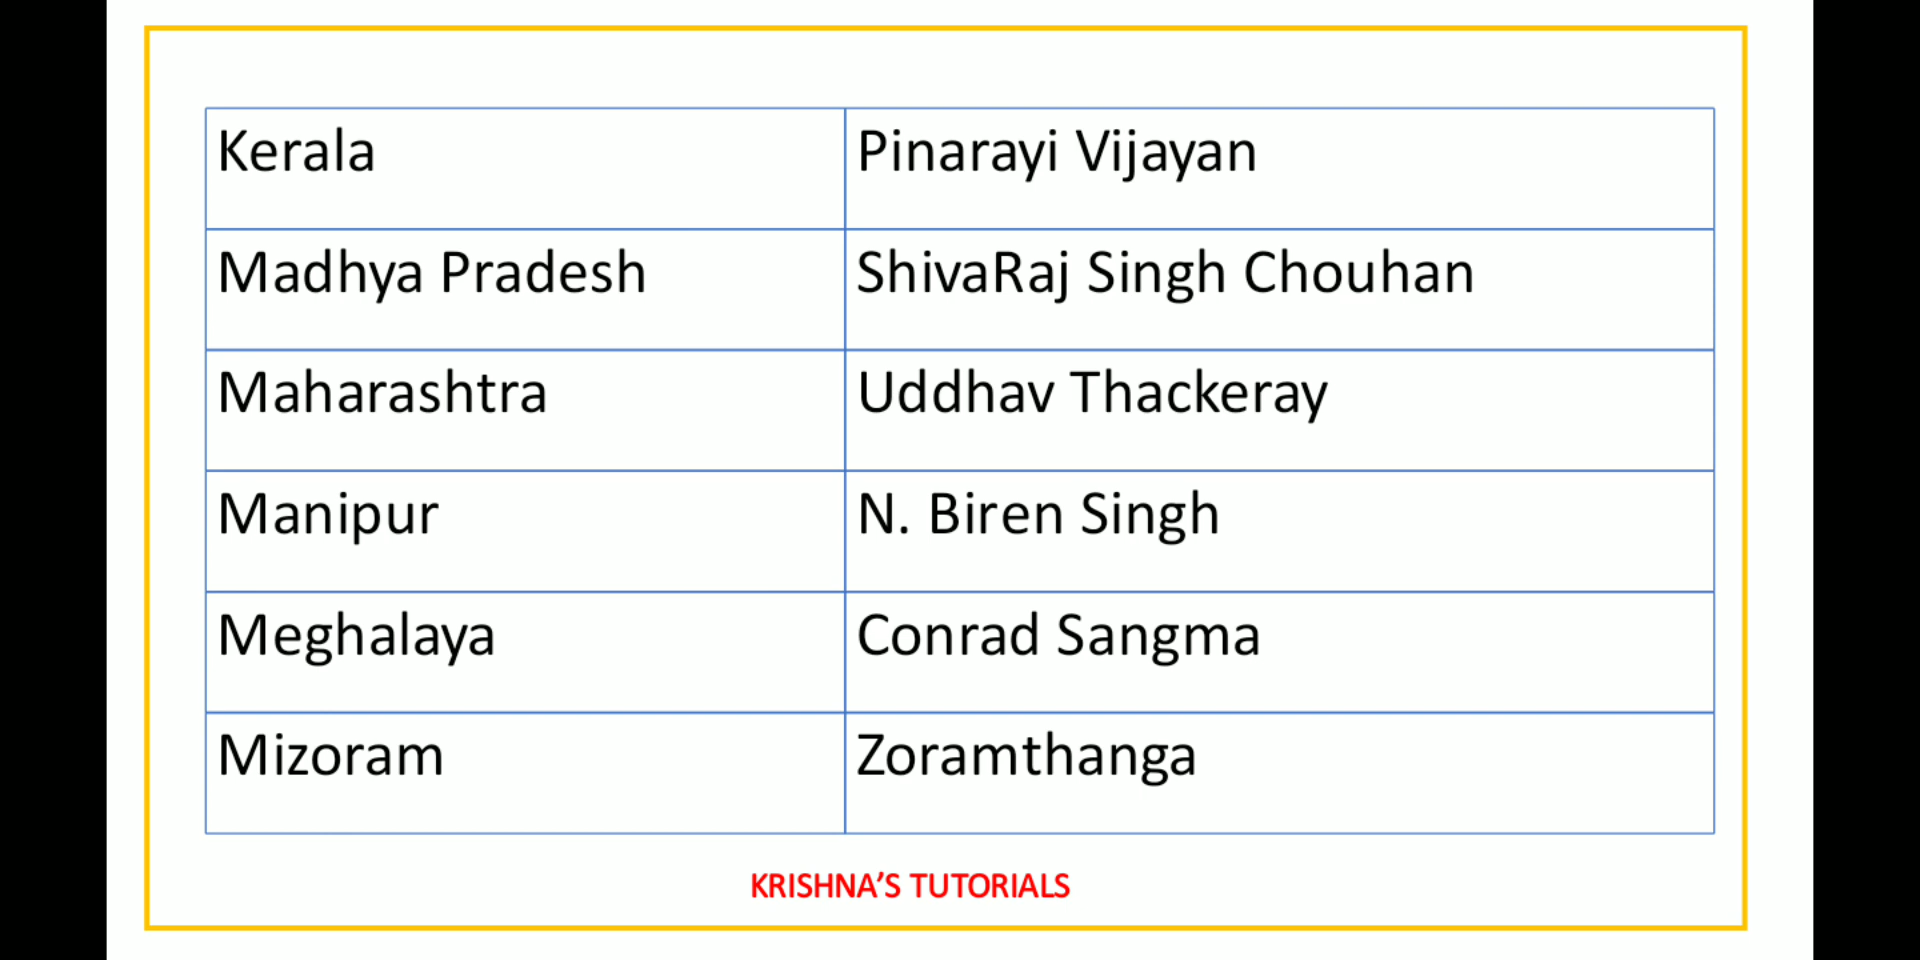 Kerala Pinarayi Vijayan
Madhya Pradesh ShivaRaj Singh Chouhan
Maharashtra Uddhav Thackeray
Manipur N. Biren Singh
Meghalaya Conrad Sangma
Mizoram Zoramthanga
KRISHNA’S TUTORIALS